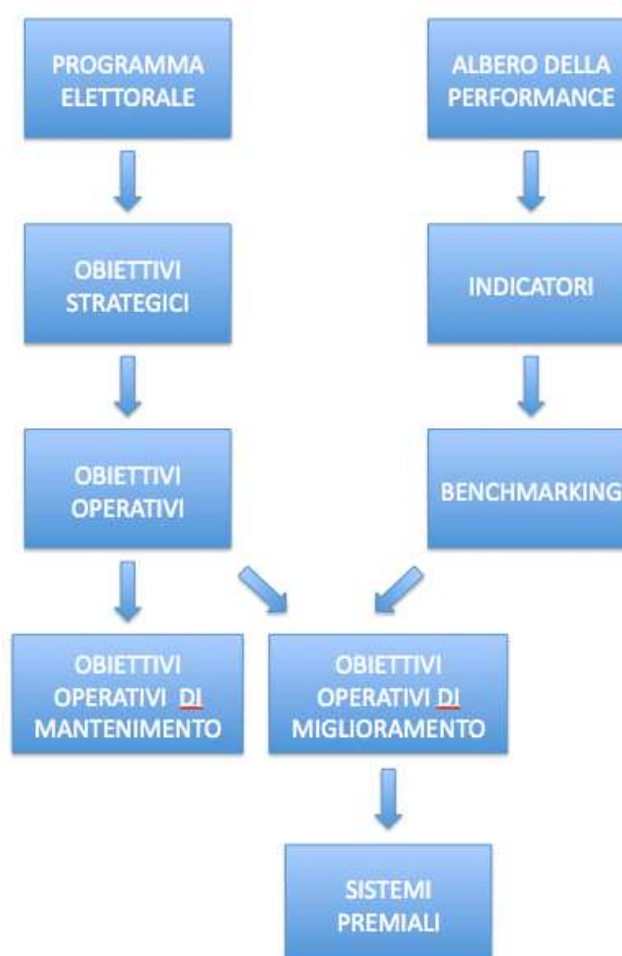 PROGRAMMA
ELETTORALE
ALBERO DELLA
PERFORMANCE
OBIETTIVI
STRATEGICI
INDICATORI
OBIETTIVI
OPERATIVI
BENCHMARKING
OBIETTIVI
OPERATIVI DI
MANTENIMENTO
OBIETTIVI
OPERATIVI DI
MIGLIORAMENTO
SISTEMI
PREMIALI